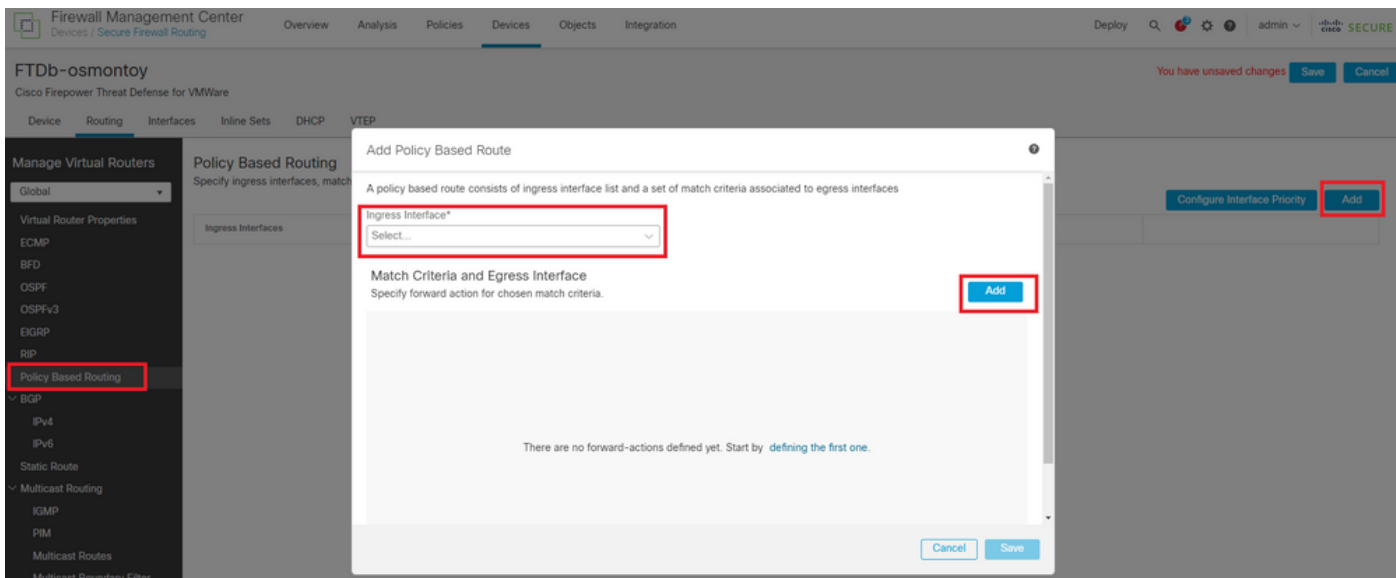 Firewall Management Center
Devices / Secure Firewall Routing
Overview Analysis Policies Devices Objects Integration Deploy admin cisco SECURE
FTDb-osmontoy
You have unsaved changes Save Cancel
Cisco Firepower Threat Defense for VMWare
Device Routing Interfaces Inline Sets DHCP VTEP
Manage Virtual Routers
Global
Virtual Router Properties
ECMP
BFD
OSPF
OSPFv3
EIGRP
RIP
Policy Based Routing
BGP
IPv4
IPv6
Static Route
Multicast Routing
IGMP
PIM
Multicast Routes
Multicast Boundary Filter
Policy Based Routing
Specify ingress interfaces, match
Configure Interface Priority Add
Ingress Interfaces
Add Policy Based Route
A policy based route consists of ingress interface list and a set of match criteria associated to egress interfaces
Ingress Interface*
Select...
Match Criteria and Egress Interface
Specify forward action for chosen match criteria.
Add
There are no forward-actions defined yet. Start by defining the first one.
Cancel Save